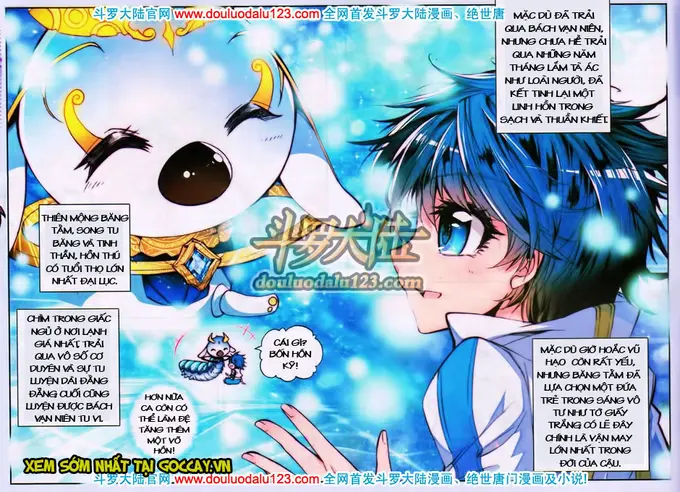 斗罗大陆官网 www.douluodalu123.com 全网首发斗罗大陆漫画、绝世唐
MẶC DÙ ĐÃ TRẢI
QUA BÁCH VẠN NIÊN,
NHƯNG CHƯA HỀ TRẢI
QUA NHỮNG NĂM
THÁNG LẮM TÀ ÁC
NHƯ LOÀI NGƯỜI, ĐÃ
KẾT TINH LẠI MỘT
LINH HỒN TRONG
SẠCH VÀ THUẦN KHIẾT.
THIÊN MỘNG BĂNG
TẰM, SONG TU
BĂNG VÀ TINH
THẦN, HỒN THÚ
CÓ TUỔI THỌ LỚN
NHẤT ĐẠI LỤC.
斗罗大陆
douluodalu123.com
CHÌM TRONG GIẤC
NGỦ Ở NƠI LẠNH
GIÁ NHẤT, TRẢI
QUA VÔ SỐ CƠ
DUYÊN VÀ SỰ TU
LUYỆN DÀI ĐẰNG
ĐẴNG CUỐI CÙNG
LUYỆN ĐƯỢC BÁCH
VẠN NIÊN TU VI.
CÁI GÌ?
BỐN HỒN
KỸ!
HƠN NỮA
CA CÒN CÓ
THỂ LÀM ĐỆ
TĂNG THÊM
MỘT VÕ
HỒN!
MẶC DÙ GIỜ HOẮC VŨ
HẠO CÒN RẤT YẾU,
NHƯNG BĂNG TẰM ĐÃ
LỰA CHỌN MỘT ĐỨA
TRẺ TRONG SÁNG VÔ
TƯ NHƯ TỜ GIẤY
TRẮNG CÓ LẼ ĐÂY
CHÍNH LÀ VẬN MAY
LỚN NHẤT TRONG
ĐỜI CỦA CẬU.
XEM SỚM NHẤT TẠI GOCCAY.VN
斗罗大陆官网 www.douluodalu123.com 全网首发斗罗大陆漫画、绝世唐门漫画及小说!